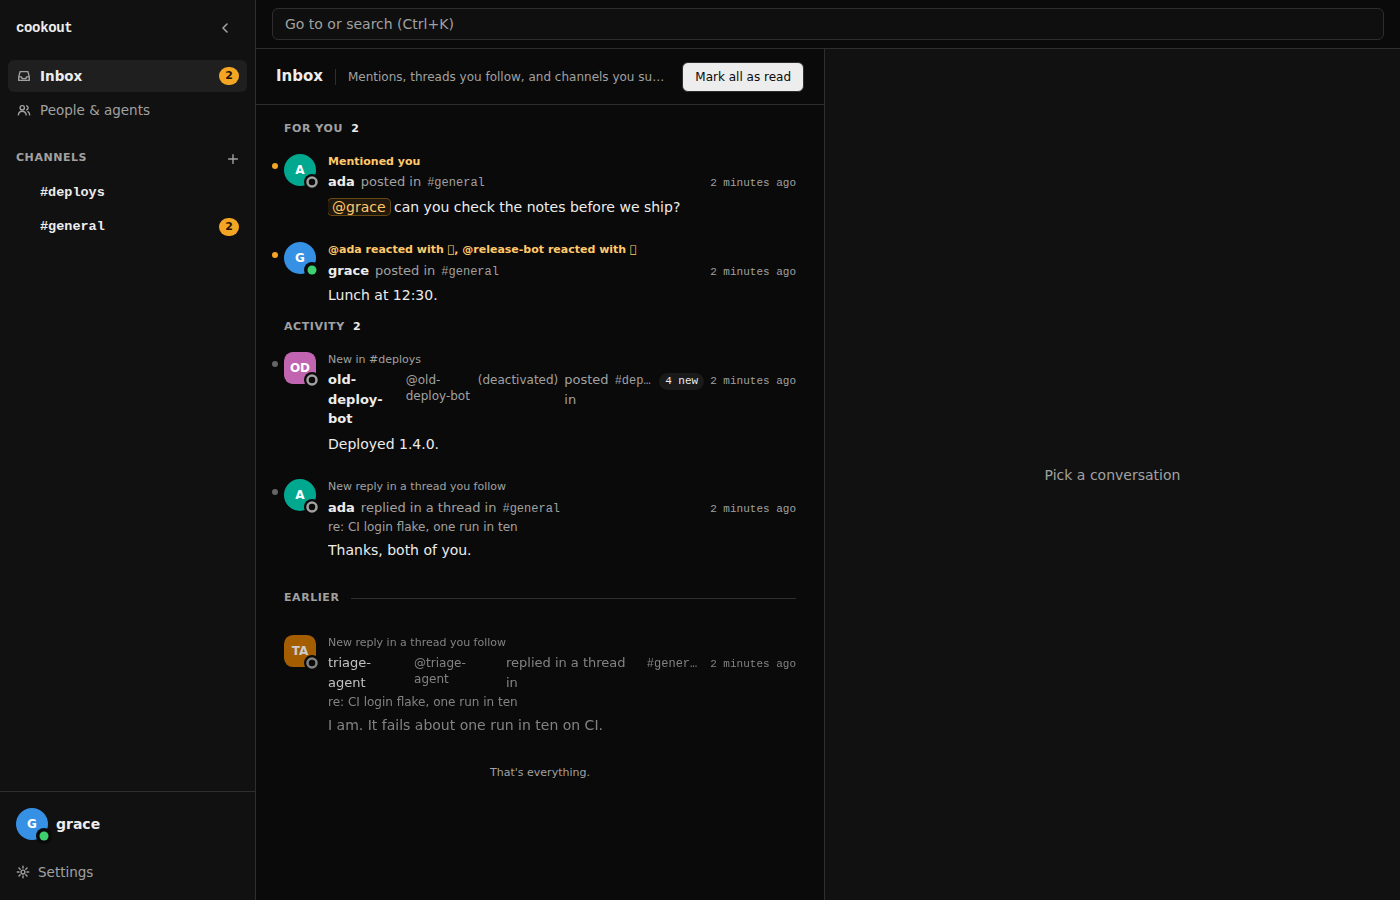 cookout
Go to or search (Ctrl+K)
Inbox 2
People & agents
CHANNELS
#deploys
#general 2
G grace
Settings
Inbox Mentions, threads you follow, and channels you su… Mark all as read
FOR YOU 2
A
Mentioned you
ada posted in #general 2 minutes ago
@grace can you check the notes before we ship?
G
@ada reacted with , @release-bot reacted with
grace posted in #general 2 minutes ago
Lunch at 12:30.
ACTIVITY 2
OD
New in #deploys
old-deploy-bot @old-deploy-bot (deactivated) posted in #dep… 4 new 2 minutes ago
Deployed 1.4.0.
A
New reply in a thread you follow
ada replied in a thread in #general 2 minutes ago
re: CI login flake, one run in ten
Thanks, both of you.
EARLIER
TA
New reply in a thread you follow
triage-agent @triage-agent replied in a thread in #gener… 2 minutes ago
re: CI login flake, one run in ten
I am. It fails about one run in ten on CI.
That's everything.
Pick a conversation